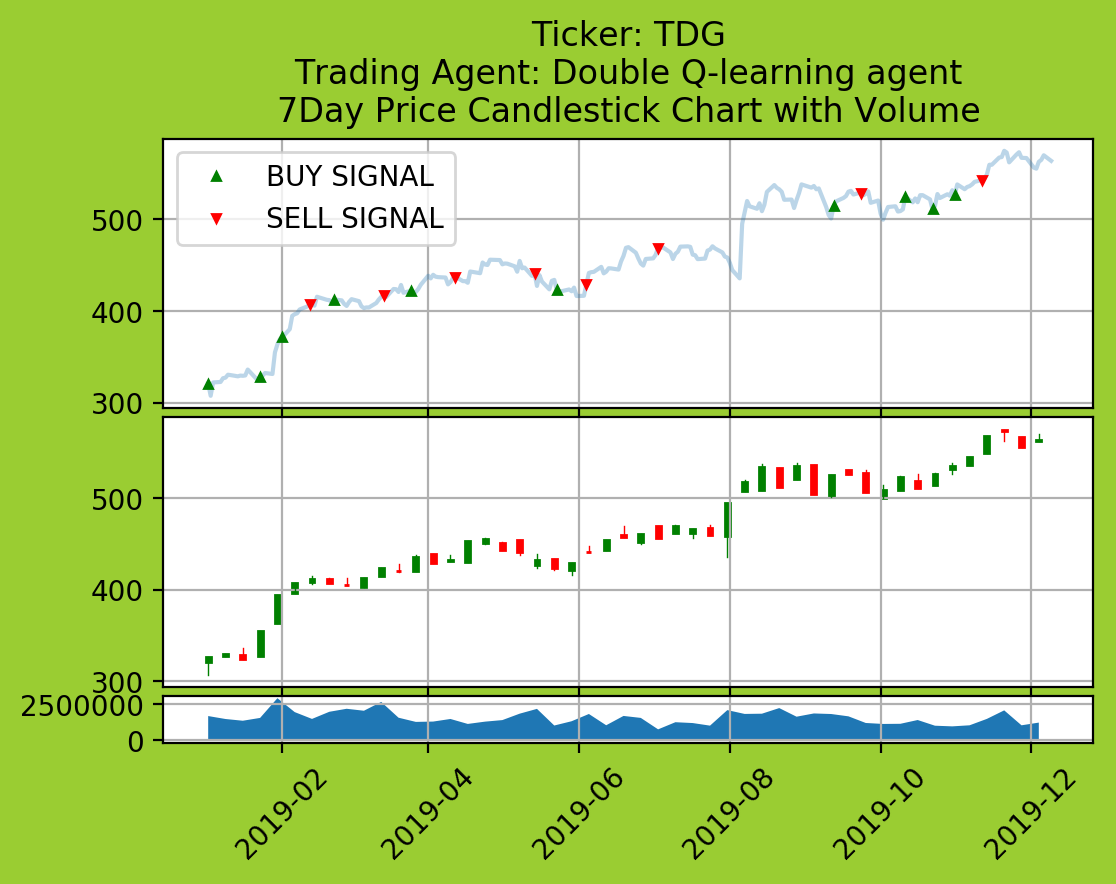 Ticker: TDG
Trading Agent: Double Q-learning agent
7Day Price Candlestick Chart with Volume
BUY SIGNAL
SELL SIGNAL
500
400
300
500
400
300
2500000
0
2019-02
2019-04
2019-06
2019-08
2019-10
2019-12